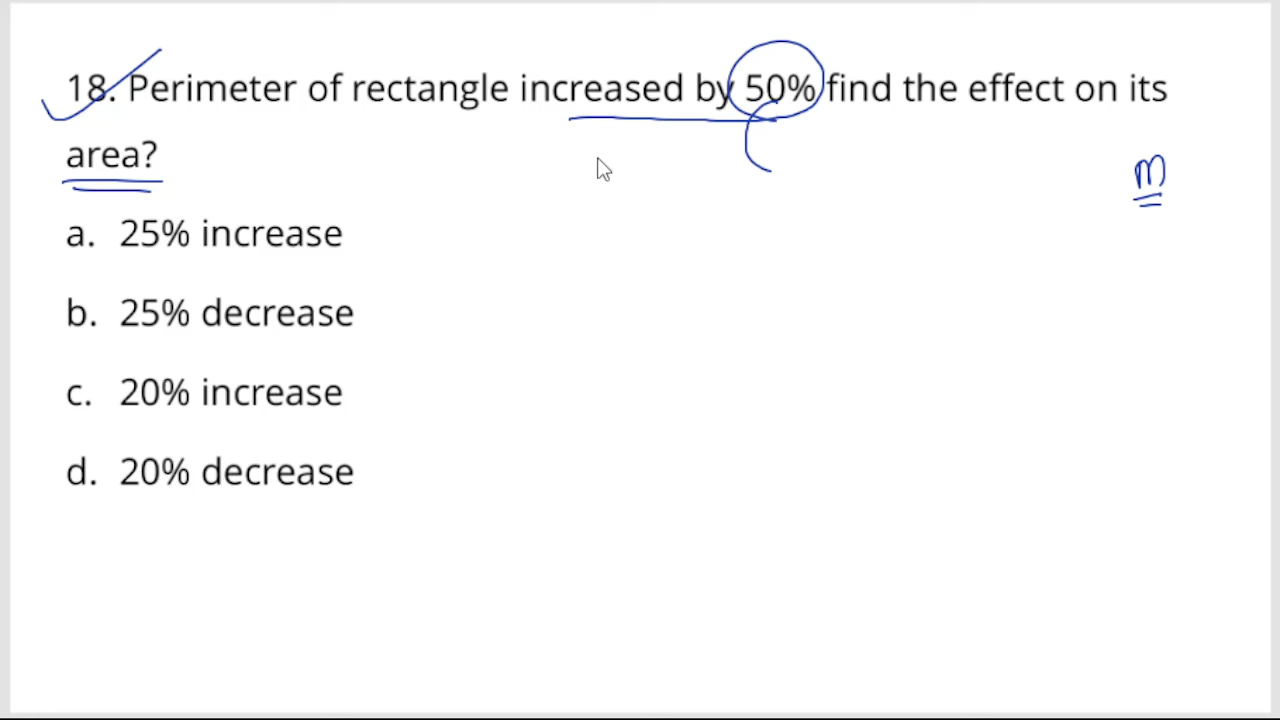 18. Perimeter of rectangle increased by 50% find the effect on its
area?
m
a. 25% increase
b. 25% decrease
c. 20% increase
d. 20% decrease